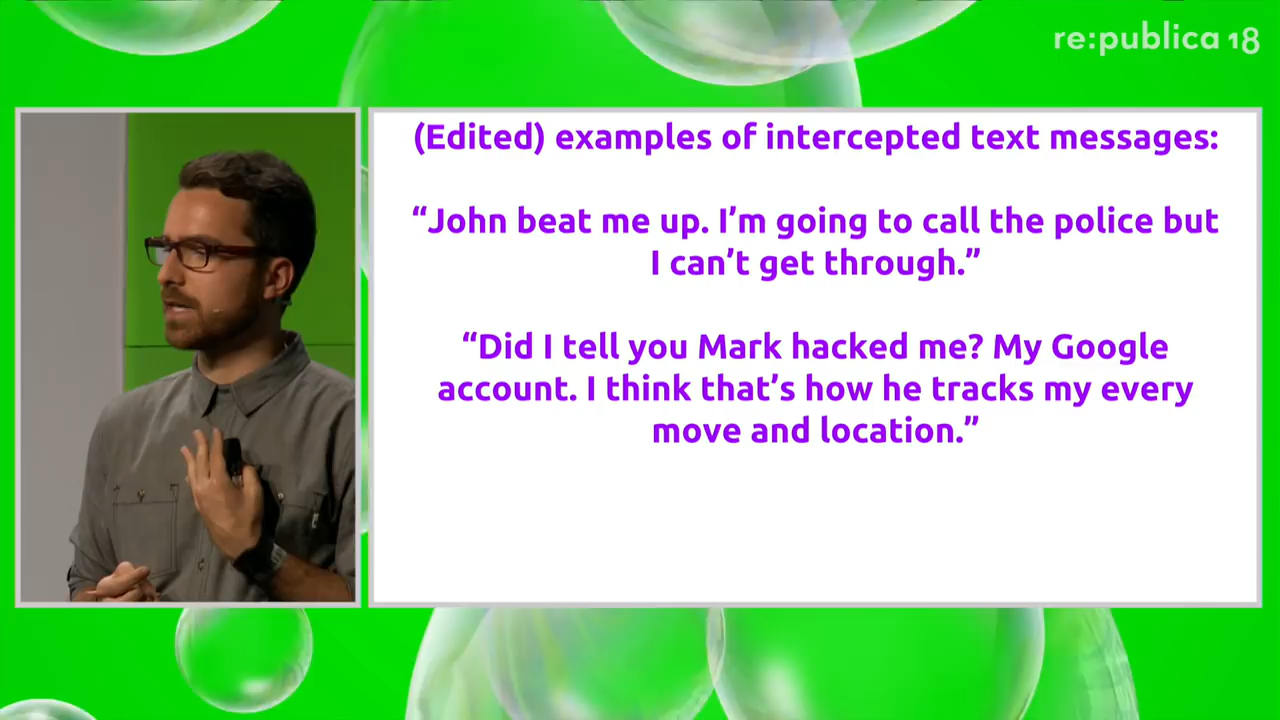 re:publica 18
(Edited) examples of intercepted text messages:
“John beat me up. I’m going to call the police but
I can’t get through.”
“Did I tell you Mark hacked me? My Google
account. I think that’s how he tracks my every
move and location.”